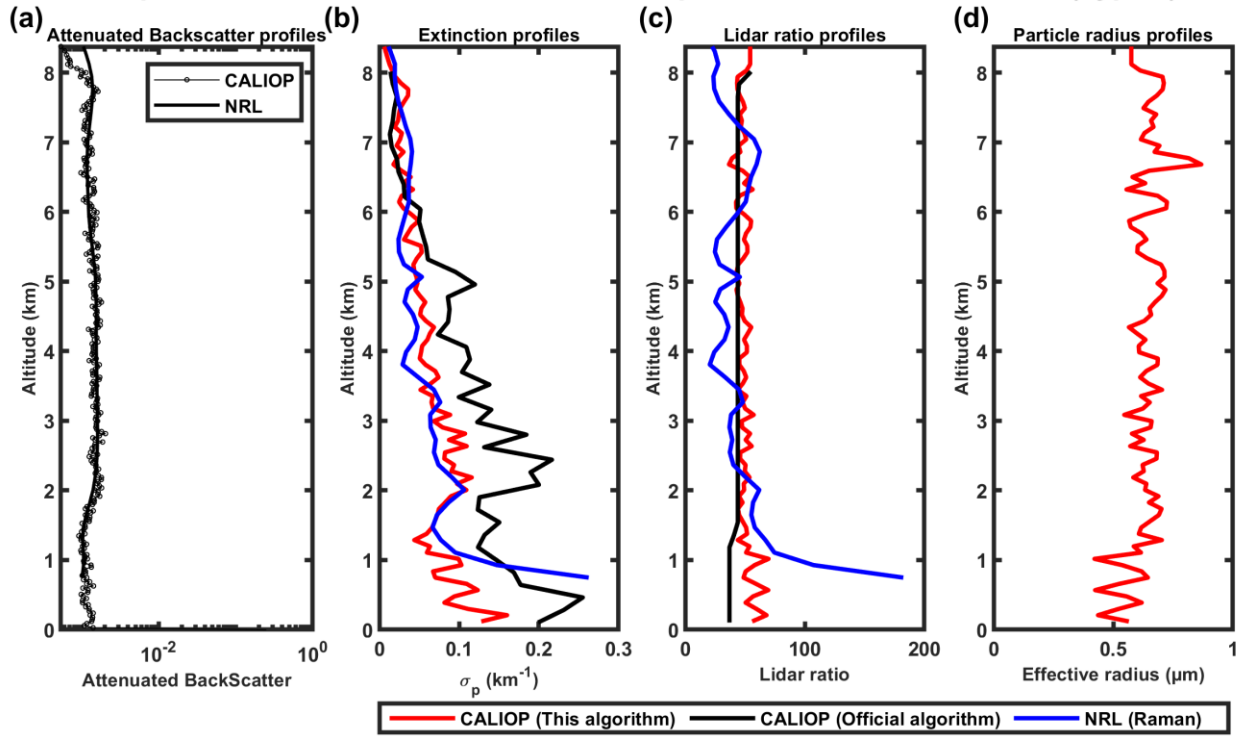 (a) Attenuated Backscatter profiles
(b) Extinction profiles
(c) Lidar ratio profiles
(d) Particle radius profiles
CALIOP
NRL
Altitude (km)
8
7
6
5
4
3
2
1
0
10^-2
10^0
Attenuated BackScatter
Altitude (km)
8
7
6
5
4
3
2
1
0
0
0.1
0.2
0.3
σp (km^-1)
Altitude (km)
8
7
6
5
4
3
2
1
0
0
100
200
Lidar ratio
Altitude (km)
8
7
6
5
4
3
2
1
0
0
0.5
1
Effective radius (μm)
CALIOP (This algorithm)
CALIOP (Official algorithm)
NRL (Raman)